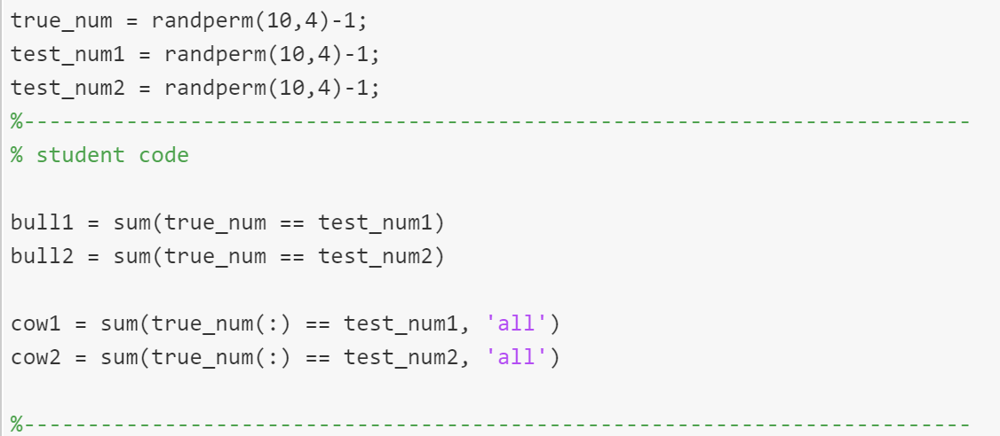 true_num = randperm(10,4)-1;
test_num1 = randperm(10,4)-1;
test_num2 = randperm(10,4)-1;
%--------------------------------------------------------------------------
% student code
bull1 = sum(true_num == test_num1)
bull2 = sum(true_num == test_num2)
cow1 = sum(true_num(:) == test_num1, 'all')
cow2 = sum(true_num(:) == test_num2, 'all')
%--------------------------------------------------------------------------